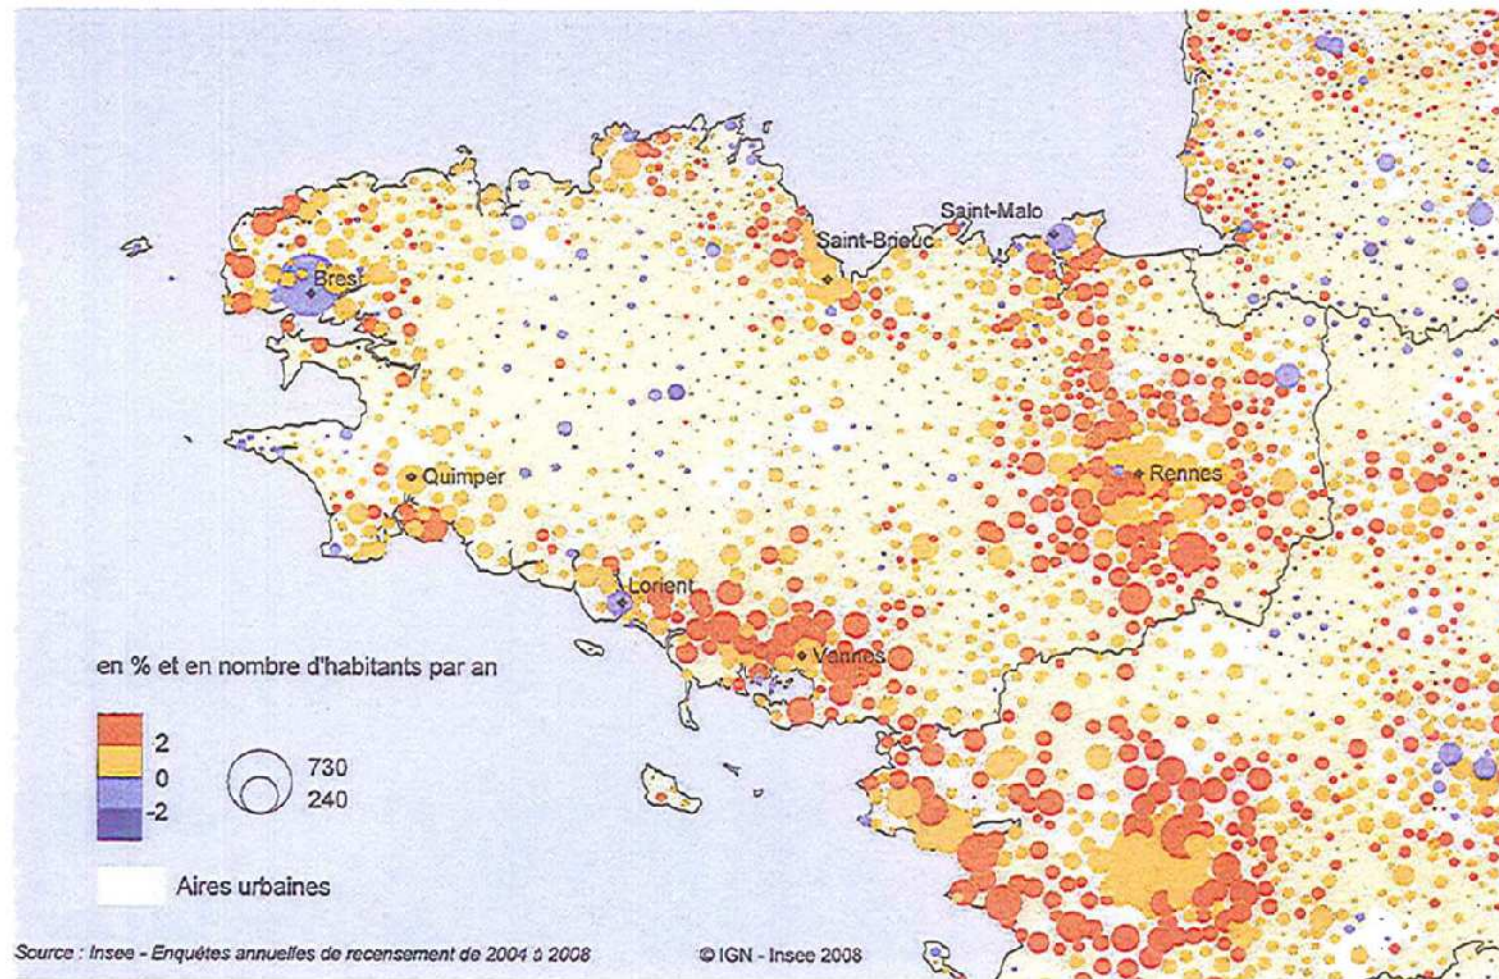 Saint-Malo
Saint-Brieuc
Brest
Quimper
Rennes
Lorient
Vannes
en % et en nombre d'habitants par an
2
0
-2
730
240
Aires urbaines
Source : Insee - Enquêtes annuelles de recensement de 2004 à 2008
© IGN - Insee 2008